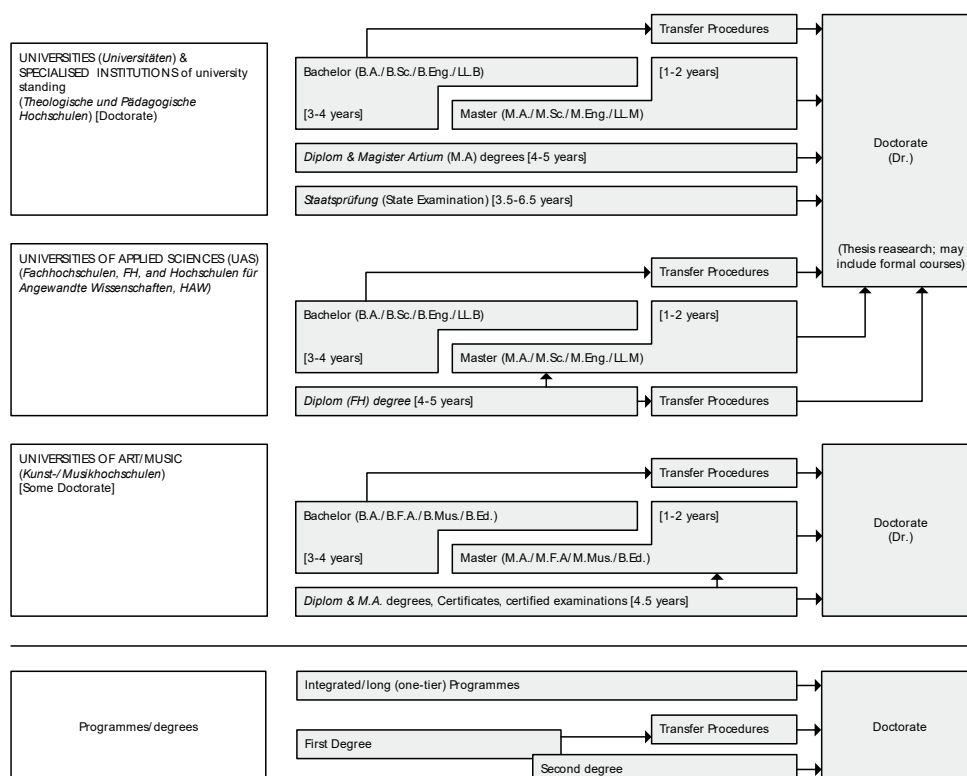 UNIVERSITIES (Universitäten) &
SPECIALISED INSTITUTIONS of university
standing
(Theologische und Pädagogische
Hochschulen) [Doctorate]
Transfer Procedures
Bachelor (B.A./B.Sc./B.Eng./LL.B)
[1-2 years]
[3-4 years]
Master (M.A./M.Sc./M.Eng./LL.M)
Diplom & Magister Artium (M.A) degrees [4-5 years]
Staatsprüfung (State Examination) [3.5-6.5 years]
Doctorate
(Dr.)
(Thesis reasearch; may
include formal courses)
UNIVERSITIES OF APPLIED SCIENCES (UAS)
(Fachhochschulen, FH, and Hochschulen für
Angewandte Wissenschaften, HAW)
Transfer Procedures
Bachelor (B.A./B.Sc./B.Eng./LL.B)
[1-2 years]
[3-4 years]
Master (M.A./M.Sc./M.Eng./LL.M)
Diplom (FH) degree [4-5 years]
Transfer Procedures
UNIVERSITIES OF ART/MUSIC
(Kunst-/Musikhochschulen)
[Some Doctorate]
Transfer Procedures
Bachelor (B.A./B.F.A./B.Mus./B.Ed.)
[1-2 years]
[3-4 years]
Master (M.A./M.F.A/M.Mus./B.Ed.)
Diplom & M.A. degrees, Certificates, certified examinations [4.5 years]
Doctorate
(Dr.)
Programmes/degrees
Integrated/long (one-tier) Programmes
Transfer Procedures
First Degree
Second degree
Doctorate